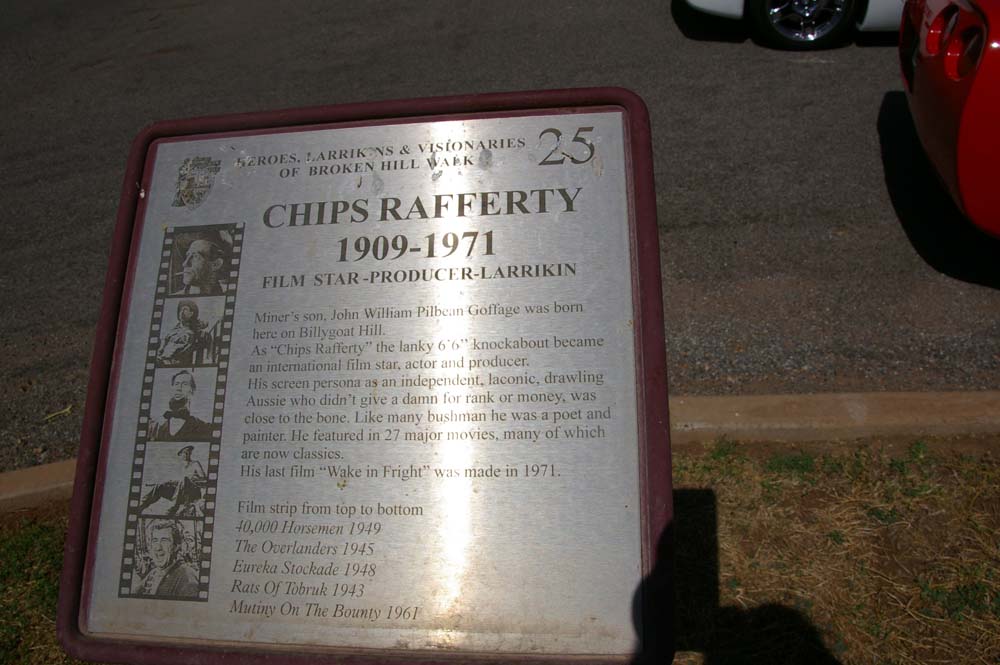 HEROES, LARRIKINS & VISIONARIES
OF BROKEN HILL WALK
25
CHIPS RAFFERTY
1909-1971
FILM STAR-PRODUCER-LARRIKIN
Miner's son, John William Pilbean Goffage was born
here on Billygoat Hill.
As "Chips Rafferty" the lanky 6'6" knockabout became
an international film star, actor and producer.
His screen persona as an independent, laconic, drawling
Aussie who didn't give a damn for rank or money, was
close to the bone. Like many bushman he was a poet and
painter. He featured in 27 major movies, many of which
are now classics.
His last film "Wake in Fright" was made in 1971.
Film strip from top to bottom
40,000 Horsemen 1949
The Overlanders 1945
Eureka Stockade 1948
Rats Of Tobruk 1943
Mutiny On The Bounty 1961